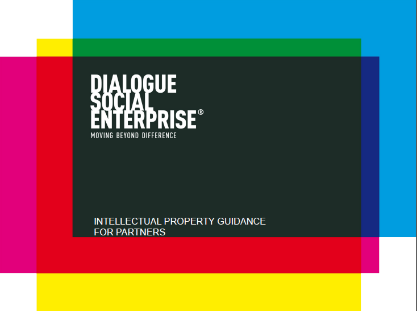 DIALOGUE
SOCIAL
ENTERPRISE®
MOVING BEYOND DIFFERENCE
INTELLECTUAL PROPERTY GUIDANCE
FOR PARTNERS